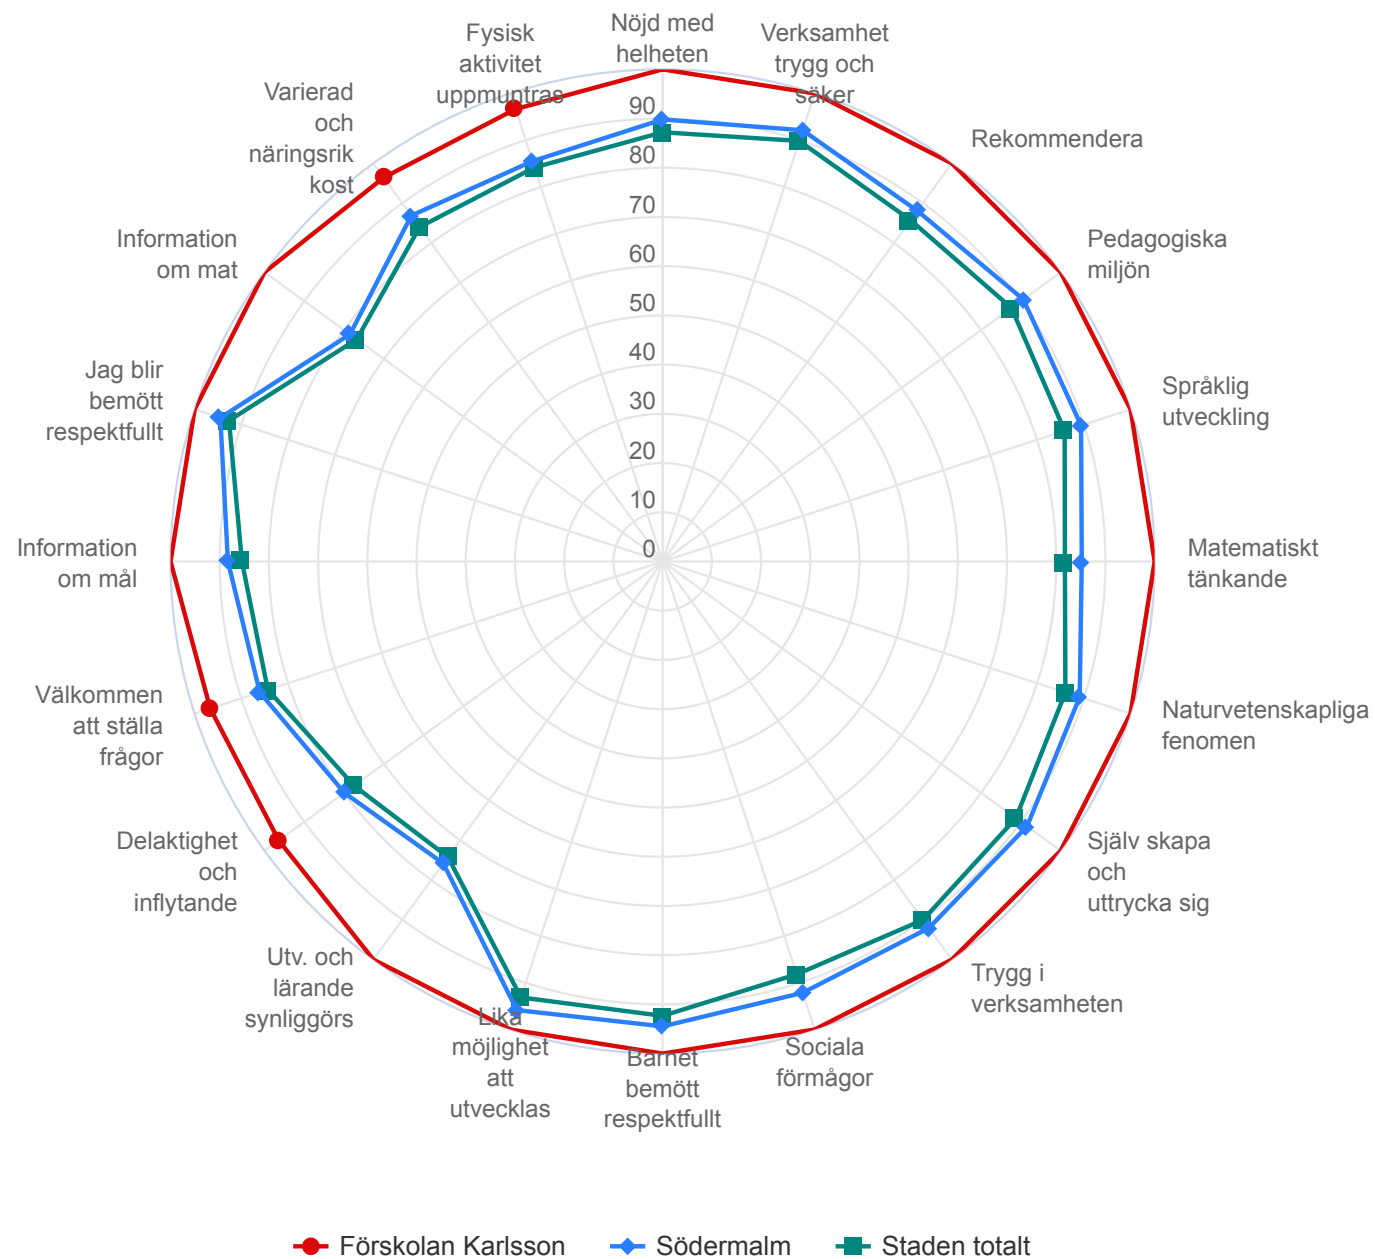 Nöjd med
helheten
Verksamhet
trygg och
säker
Rekommendera
Pedagogiska
miljön
Språklig
utveckling
Matematiskt
tänkande
Naturvetenskapliga
fenomen
Själv skapa
och
uttrycka sig
Trygg i
verksamheten
Sociala
förmågor
Barnet
bemött
respektfullt
Lika
möjlighet
att
utvecklas
Utv. och
lärande
synliggörs
Delaktighet
och
inflytande
Välkommen
att ställa
frågor
Information
om mål
Jag blir
bemött
respektfullt
Information
om mat
Varierad
och
näringsrik
kost
Fysisk
aktivitet
uppmuntras
90
80
70
60
50
40
30
20
10
0
Förskolan Karlsson
Södermalm
Staden totalt